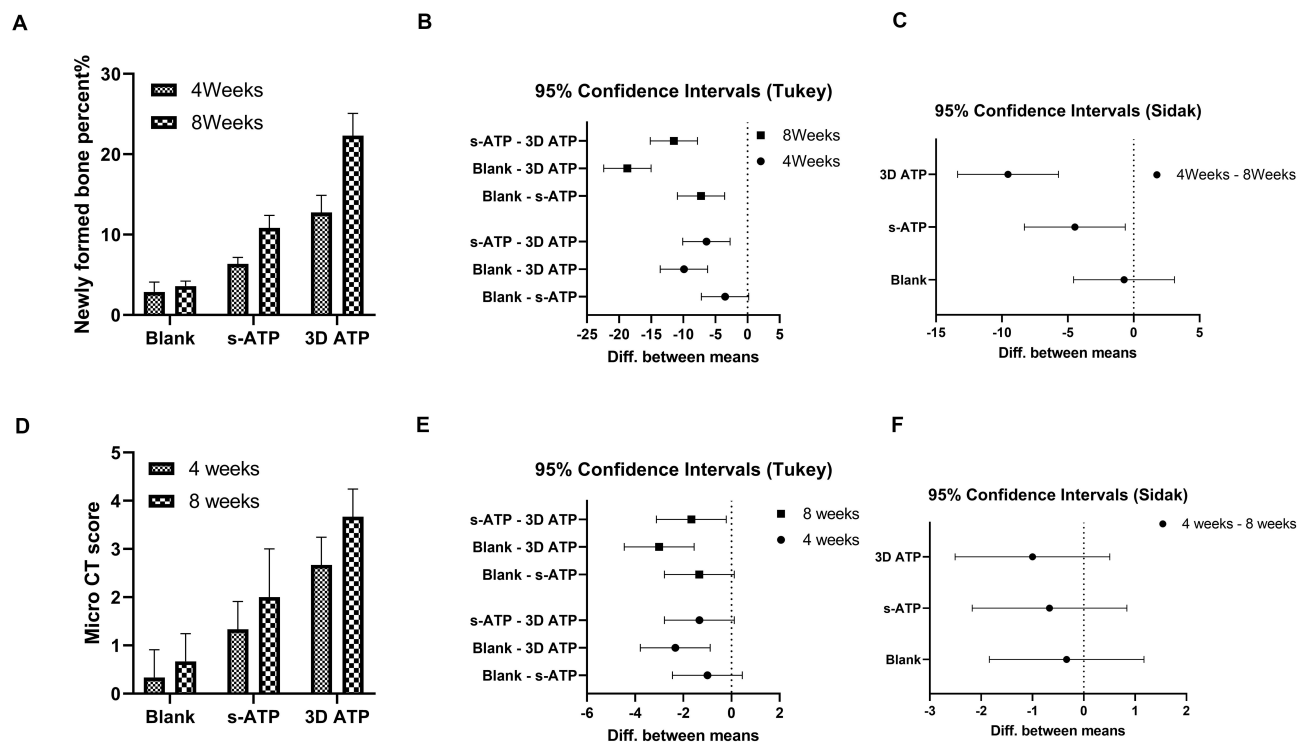 A
Newly formed bone percent%
30
20
10
0
4Weeks
8Weeks
Blank s-ATP 3D ATP
B
95% Confidence Intervals (Tukey)
s-ATP - 3D ATP
Blank - 3D ATP
Blank - s-ATP
s-ATP - 3D ATP
Blank - 3D ATP
Blank - s-ATP
8Weeks
4Weeks
-25 -20 -15 -10 -5 0 5
Diff. between means
C
95% Confidence Intervals (Sidak)
3D ATP
s-ATP
Blank
4Weeks - 8Weeks
-15 -10 -5 0 5
Diff. between means
D
Micro CT score
5
4
3
2
1
0
4 weeks
8 weeks
Blank s-ATP 3D ATP
E
95% Confidence Intervals (Tukey)
s-ATP - 3D ATP
Blank - 3D ATP
Blank - s-ATP
s-ATP - 3D ATP
Blank - 3D ATP
Blank - s-ATP
8 weeks
4 weeks
-6 -4 -2 0 2
Diff. between means
F
95% Confidence Intervals (Sidak)
3D ATP
s-ATP
Blank
4 weeks - 8 weeks
-3 -2 -1 0 1 2
Diff. between means